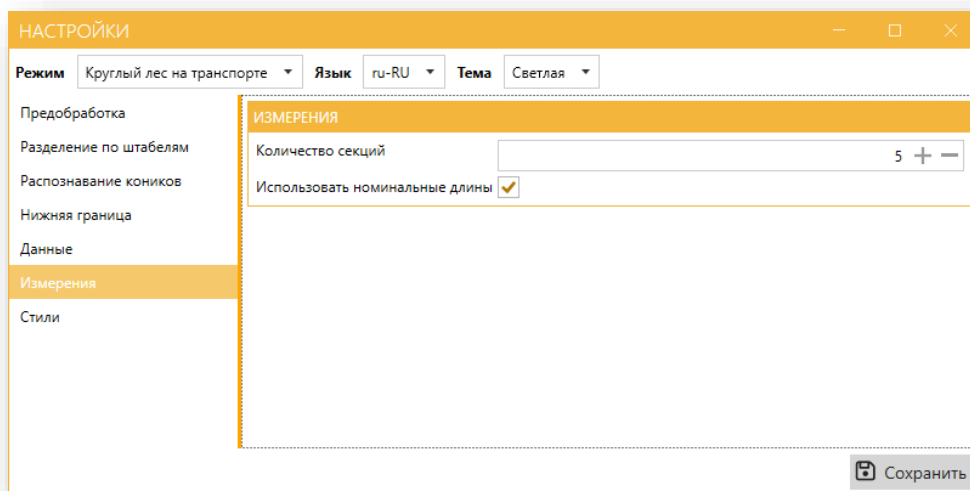 НАСТРОЙКИ
Режим Круглый лес на транспорте Язык ru-RU Тема Светлая
Предобработка
Разделение по штабелям
Распознавание коников
Нижняя граница
Данные
Измерения
Стили
ИЗМЕРЕНИЯ
Количество секций 5
Использовать номинальные длины
Сохранить